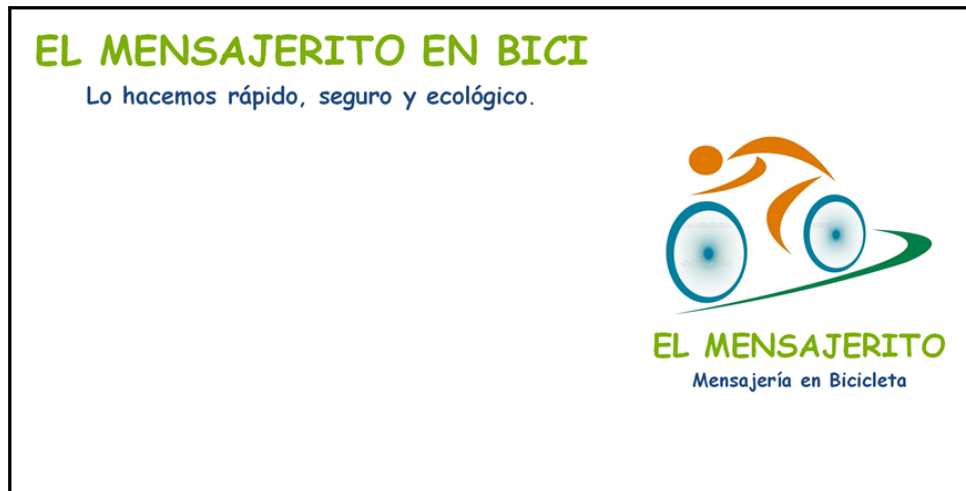 EL MENSAJERITO EN BICI
Lo hacemos rápido, seguro y ecológico.
EL MENSAJERITO
Mensajería en Bicicleta